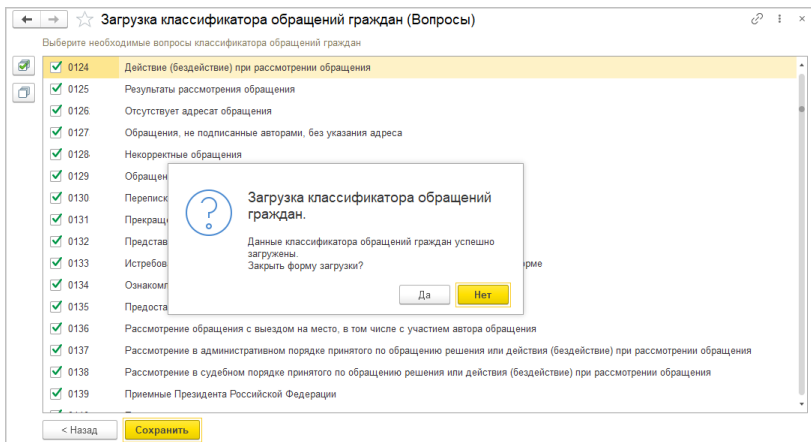 Загрузка классификатора обращений граждан (Вопросы)
Выберите необходимые вопросы классификатора обращений граждан
0124 Действие (бездействие) при рассмотрении обращения
0125 Результаты рассмотрения обращения
0126 Отсутствует адресат обращения
0127 Обращения, не подписанные авторами, без указания адреса
0128 Некорректные обращения
0129 Обращен
0130 Переписк
0131 Прекраще
0132 Представ
0133 Истребов рме
0134 Ознакомл
0135 Предоста
Загрузка классификатора обращений
граждан.
Данные классификатора обращений граждан успешно
загружены.
Закрыть форму загрузки?
Да Нет
0136 Рассмотрение обращения с выездом на место, в том числе с участием автора обращения
0137 Рассмотрение в административном порядке принятого по обращению решения или действия (бездействие) при рассмотрении обращения
0138 Рассмотрение в судебном порядке принятого по обращению решения или действия (бездействие) при рассмотрении обращения
0139 Приемные Президента Российской Федерации
< Назад Сохранить